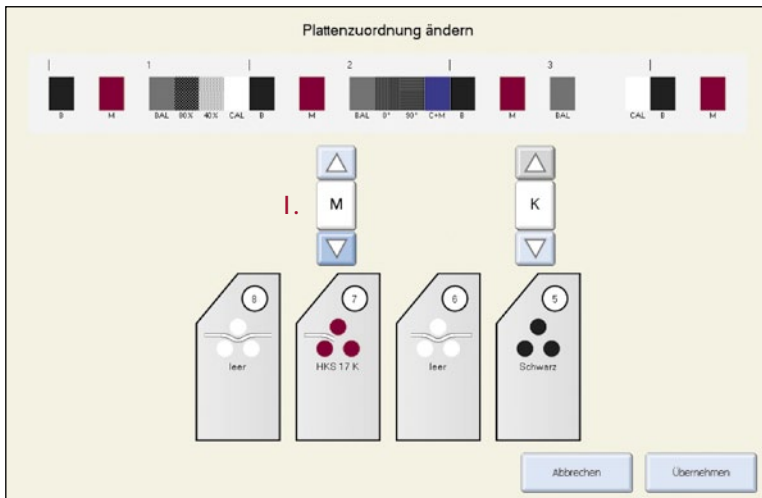 Plattenzuordnung ändern
1 2 3
B M BAL 80% 40% CAL B M BAL 0° 90° C+M B M BAL CAL B M
I. M K
8 7 6 5
leer HKS 17 K leer Schwarz
Abbrechen Übernehmen